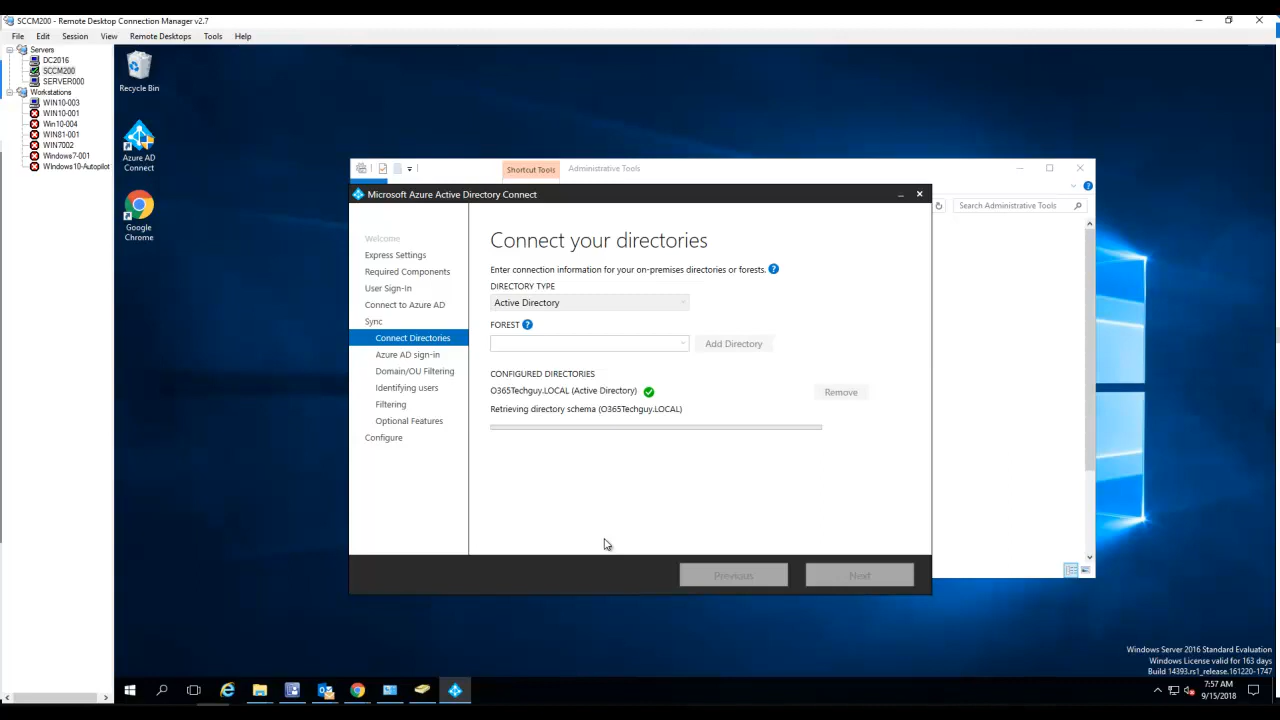 SCCM200 - Remote Desktop Connection Manager v2.7
File Edit Session View Remote Desktops Tools Help
Servers
DC2016
SCCM200
SERVER000
Workstations
WIN10-003
WIN10-001
Win10-004
WIN81-001
WIN7002
Windows7-001
Windows10-Autopilot
Recycle Bin
Azure AD
Connect
Google
Chrome
Shortcut Tools
Administrative Tools
Search Administrative Tools
Microsoft Azure Active Directory Connect
Welcome
Express Settings
Required Components
User Sign-In
Connect to Azure AD
Sync
Connect Directories
Azure AD sign-in
Domain/OU Filtering
Identifying users
Filtering
Optional Features
Configure
Connect your directories
Enter connection information for your on-premises directories or forests. ?
DIRECTORY TYPE
Active Directory
FOREST ?
Add Directory
CONFIGURED DIRECTORIES
O365Techguy.LOCAL (Active Directory)
Remove
Retrieving directory schema (O365Techguy.LOCAL)
Previous
Next
Windows Server 2016 Standard Evaluation
Windows License valid for 163 days
Build 14393.rs1_release.161220-1747
7:57 AM
9/15/2018